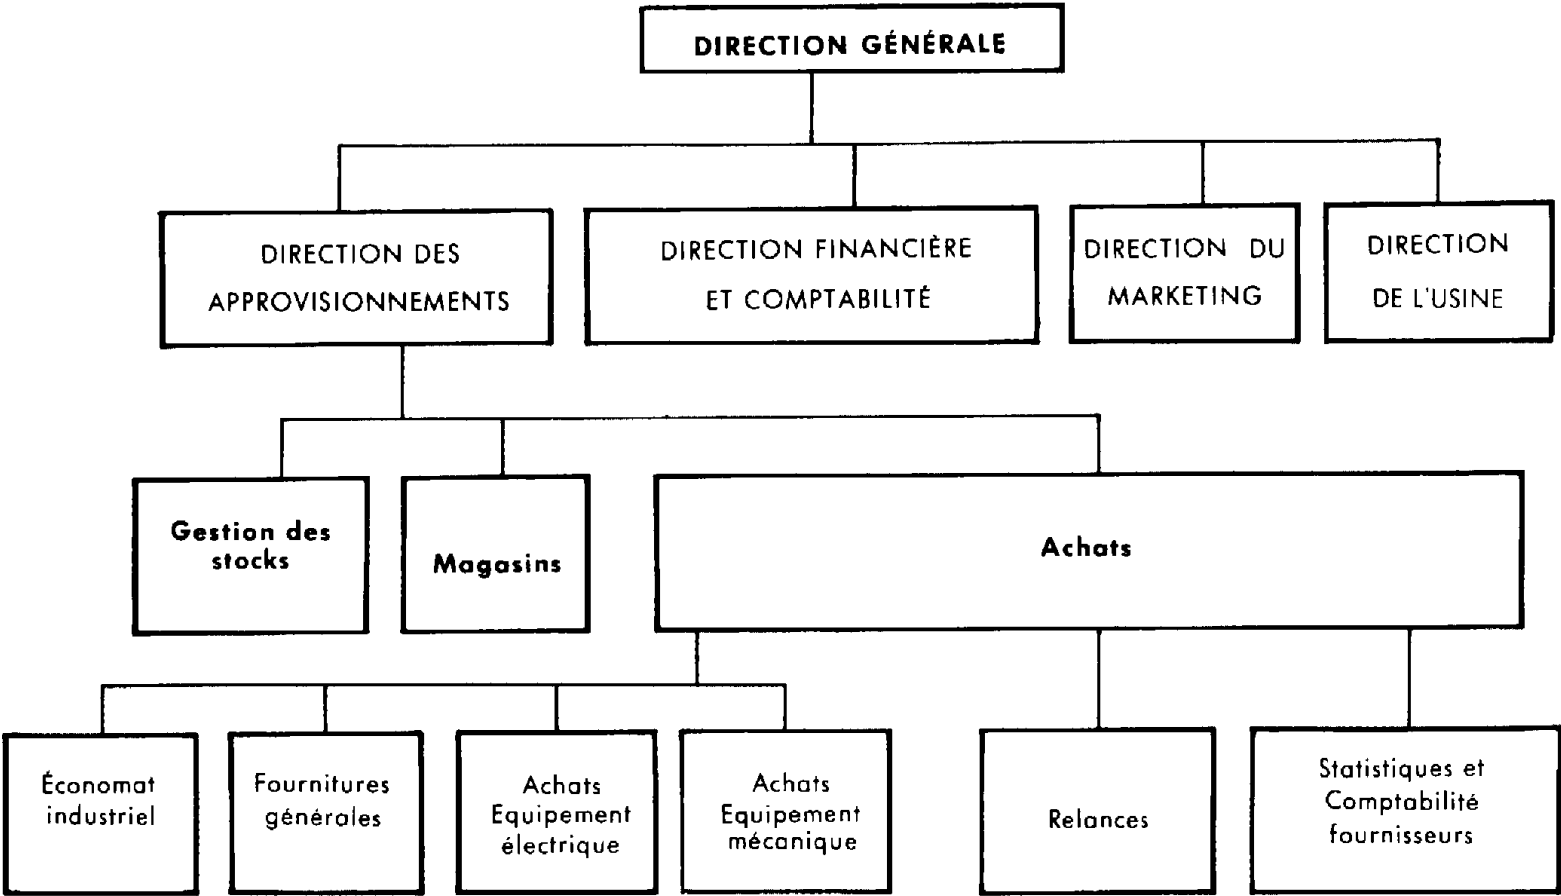 DIRECTION GÉNÉRALE
DIRECTION DES
APPROVISIONNEMENTS
DIRECTION FINANCIÈRE
ET COMPTABILITÉ
DIRECTION DU
MARKETING
DIRECTION
DE L'USINE
Gestion des
stocks
Magasins
Achats
Économat
industriel
Fournitures
générales
Achats
Equipement
électrique
Achats
Equipement
mécanique
Relances
Statistiques et
Comptabilité
fournisseurs